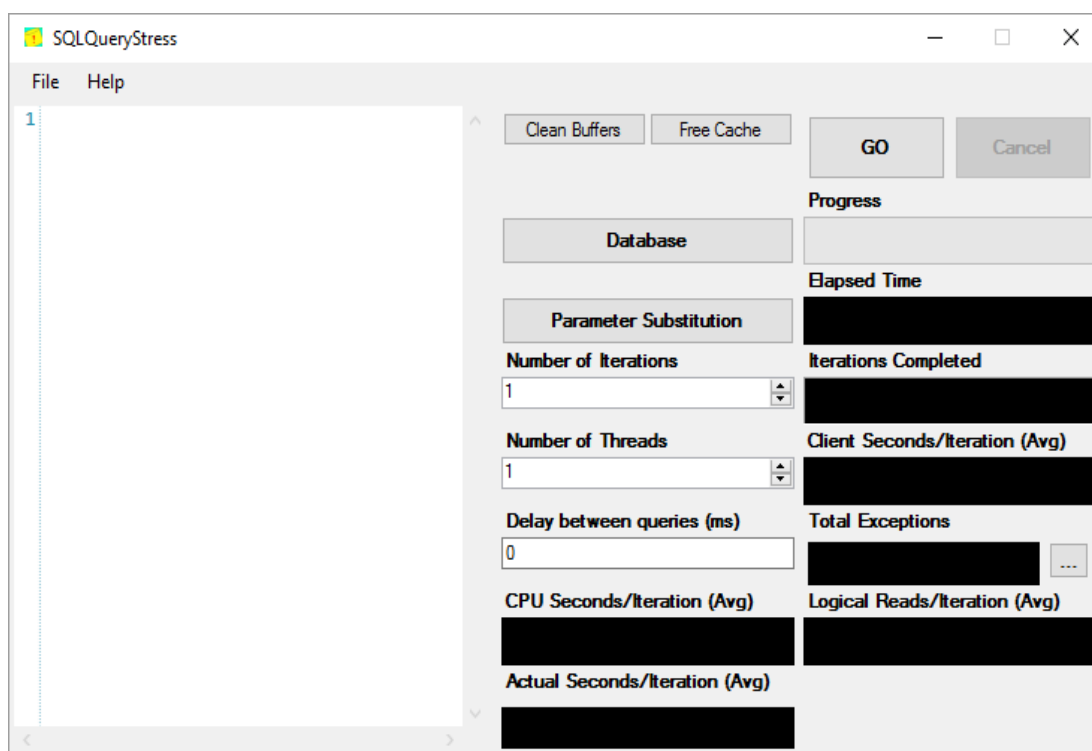 SQLQueryStress
File Help
1
Clean Buffers Free Cache
GO Cancel
Progress
Database
Elapsed Time
Parameter Substitution
Number of Iterations Iterations Completed
1
Number of Threads Client Seconds/Iteration (Avg)
1
Delay between queries (ms) Total Exceptions
0 ...
CPU Seconds/Iteration (Avg) Logical Reads/Iteration (Avg)
Actual Seconds/Iteration (Avg)